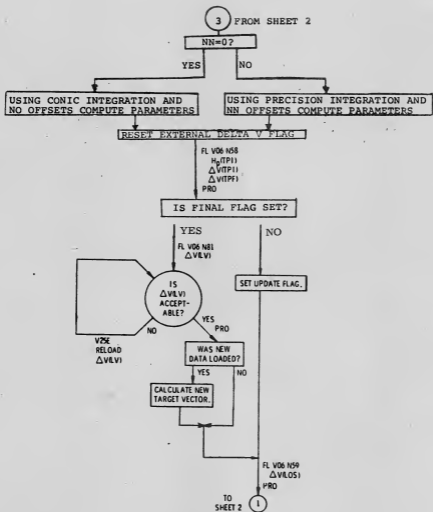 3 FROM SHEET 2
NN=0?
YES NO
USING CONIC INTEGRATION AND
NO OFFSETS COMPUTE PARAMETERS
USING PRECISION INTEGRATION AND
NN OFFSETS COMPUTE PARAMETERS
RESET EXTERNAL DELTA V FLAG
FL V06 N58
Hp(TPI)
ΔV(TPI)
ΔV(TPF)
PRO
IS FINAL FLAG SET?
YES NO
FL V06 N81
ΔV(LV)
SET UPDATE FLAG.
IS
ΔV(LV)
ACCEPT-
ABLE?
NO
V25E
RELOAD
ΔV(LV)
YES
PRO
WAS NEW
DATA LOADED?
YES NO
CALCULATE NEW
TARGET VECTOR.
FL V06 N59
ΔV(LOS)
PRO
TO
SHEET 2
1